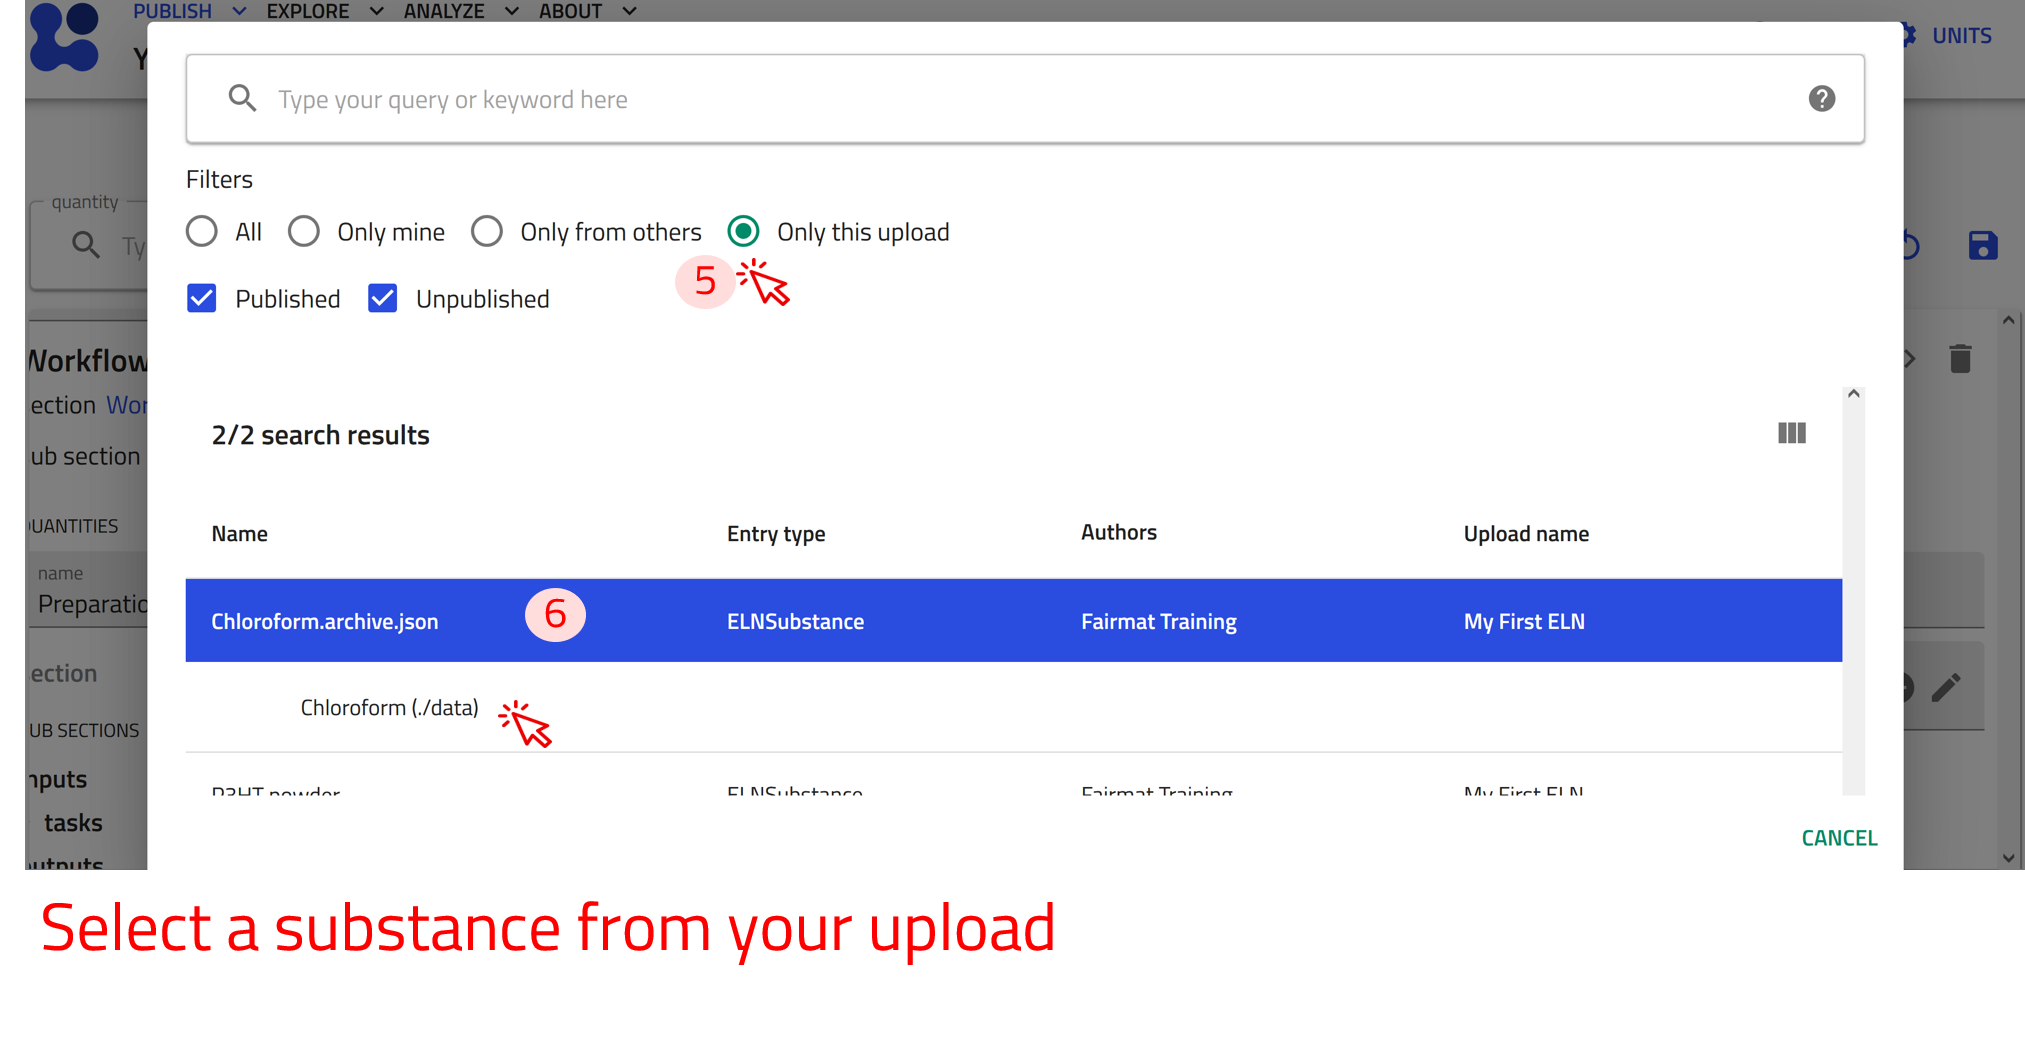 PUBLISH EXPLORE ANALYZE ABOUT
Y
UNITS
Type your query or keyword here
Filters
quantity
All Only mine Only from others Only this upload
Ty
5
Published Unpublished
Workflow
ection Wor
2/2 search results
ub section
UANTITIES
Name Entry type Authors Upload name
name
Preparatio
Chloroform.archive.json 6 ELNSubstance Fairmat Training My First ELN
ection
Chloroform (./data)
UB SECTIONS
nputs
P3HT powder ELNSubstance Fairmat Training My First ELN
tasks
CANCEL
utputs
Select a substance from your upload